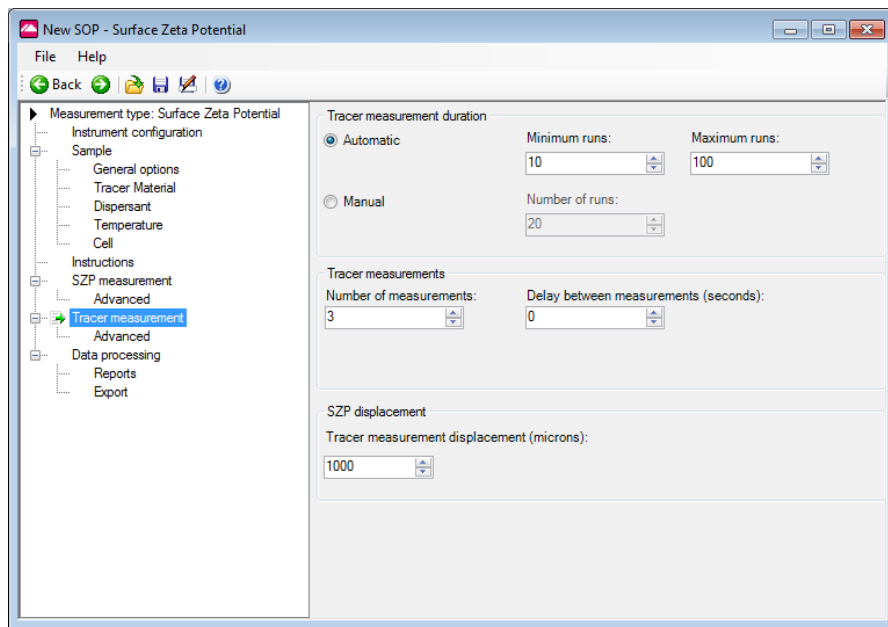 New SOP - Surface Zeta Potential
File Help
Back
Measurement type: Surface Zeta Potential
Instrument configuration
Sample
General options
Tracer Material
Dispersant
Temperature
Cell
Instructions
SZP measurement
Advanced
Tracer measurement
Advanced
Data processing
Reports
Export
Tracer measurement duration
Automatic
Minimum runs:
Maximum runs:
10
100
Manual
Number of runs:
20
Tracer measurements
Number of measurements:
Delay between measurements (seconds):
3
0
SZP displacement
Tracer measurement displacement (microns):
1000